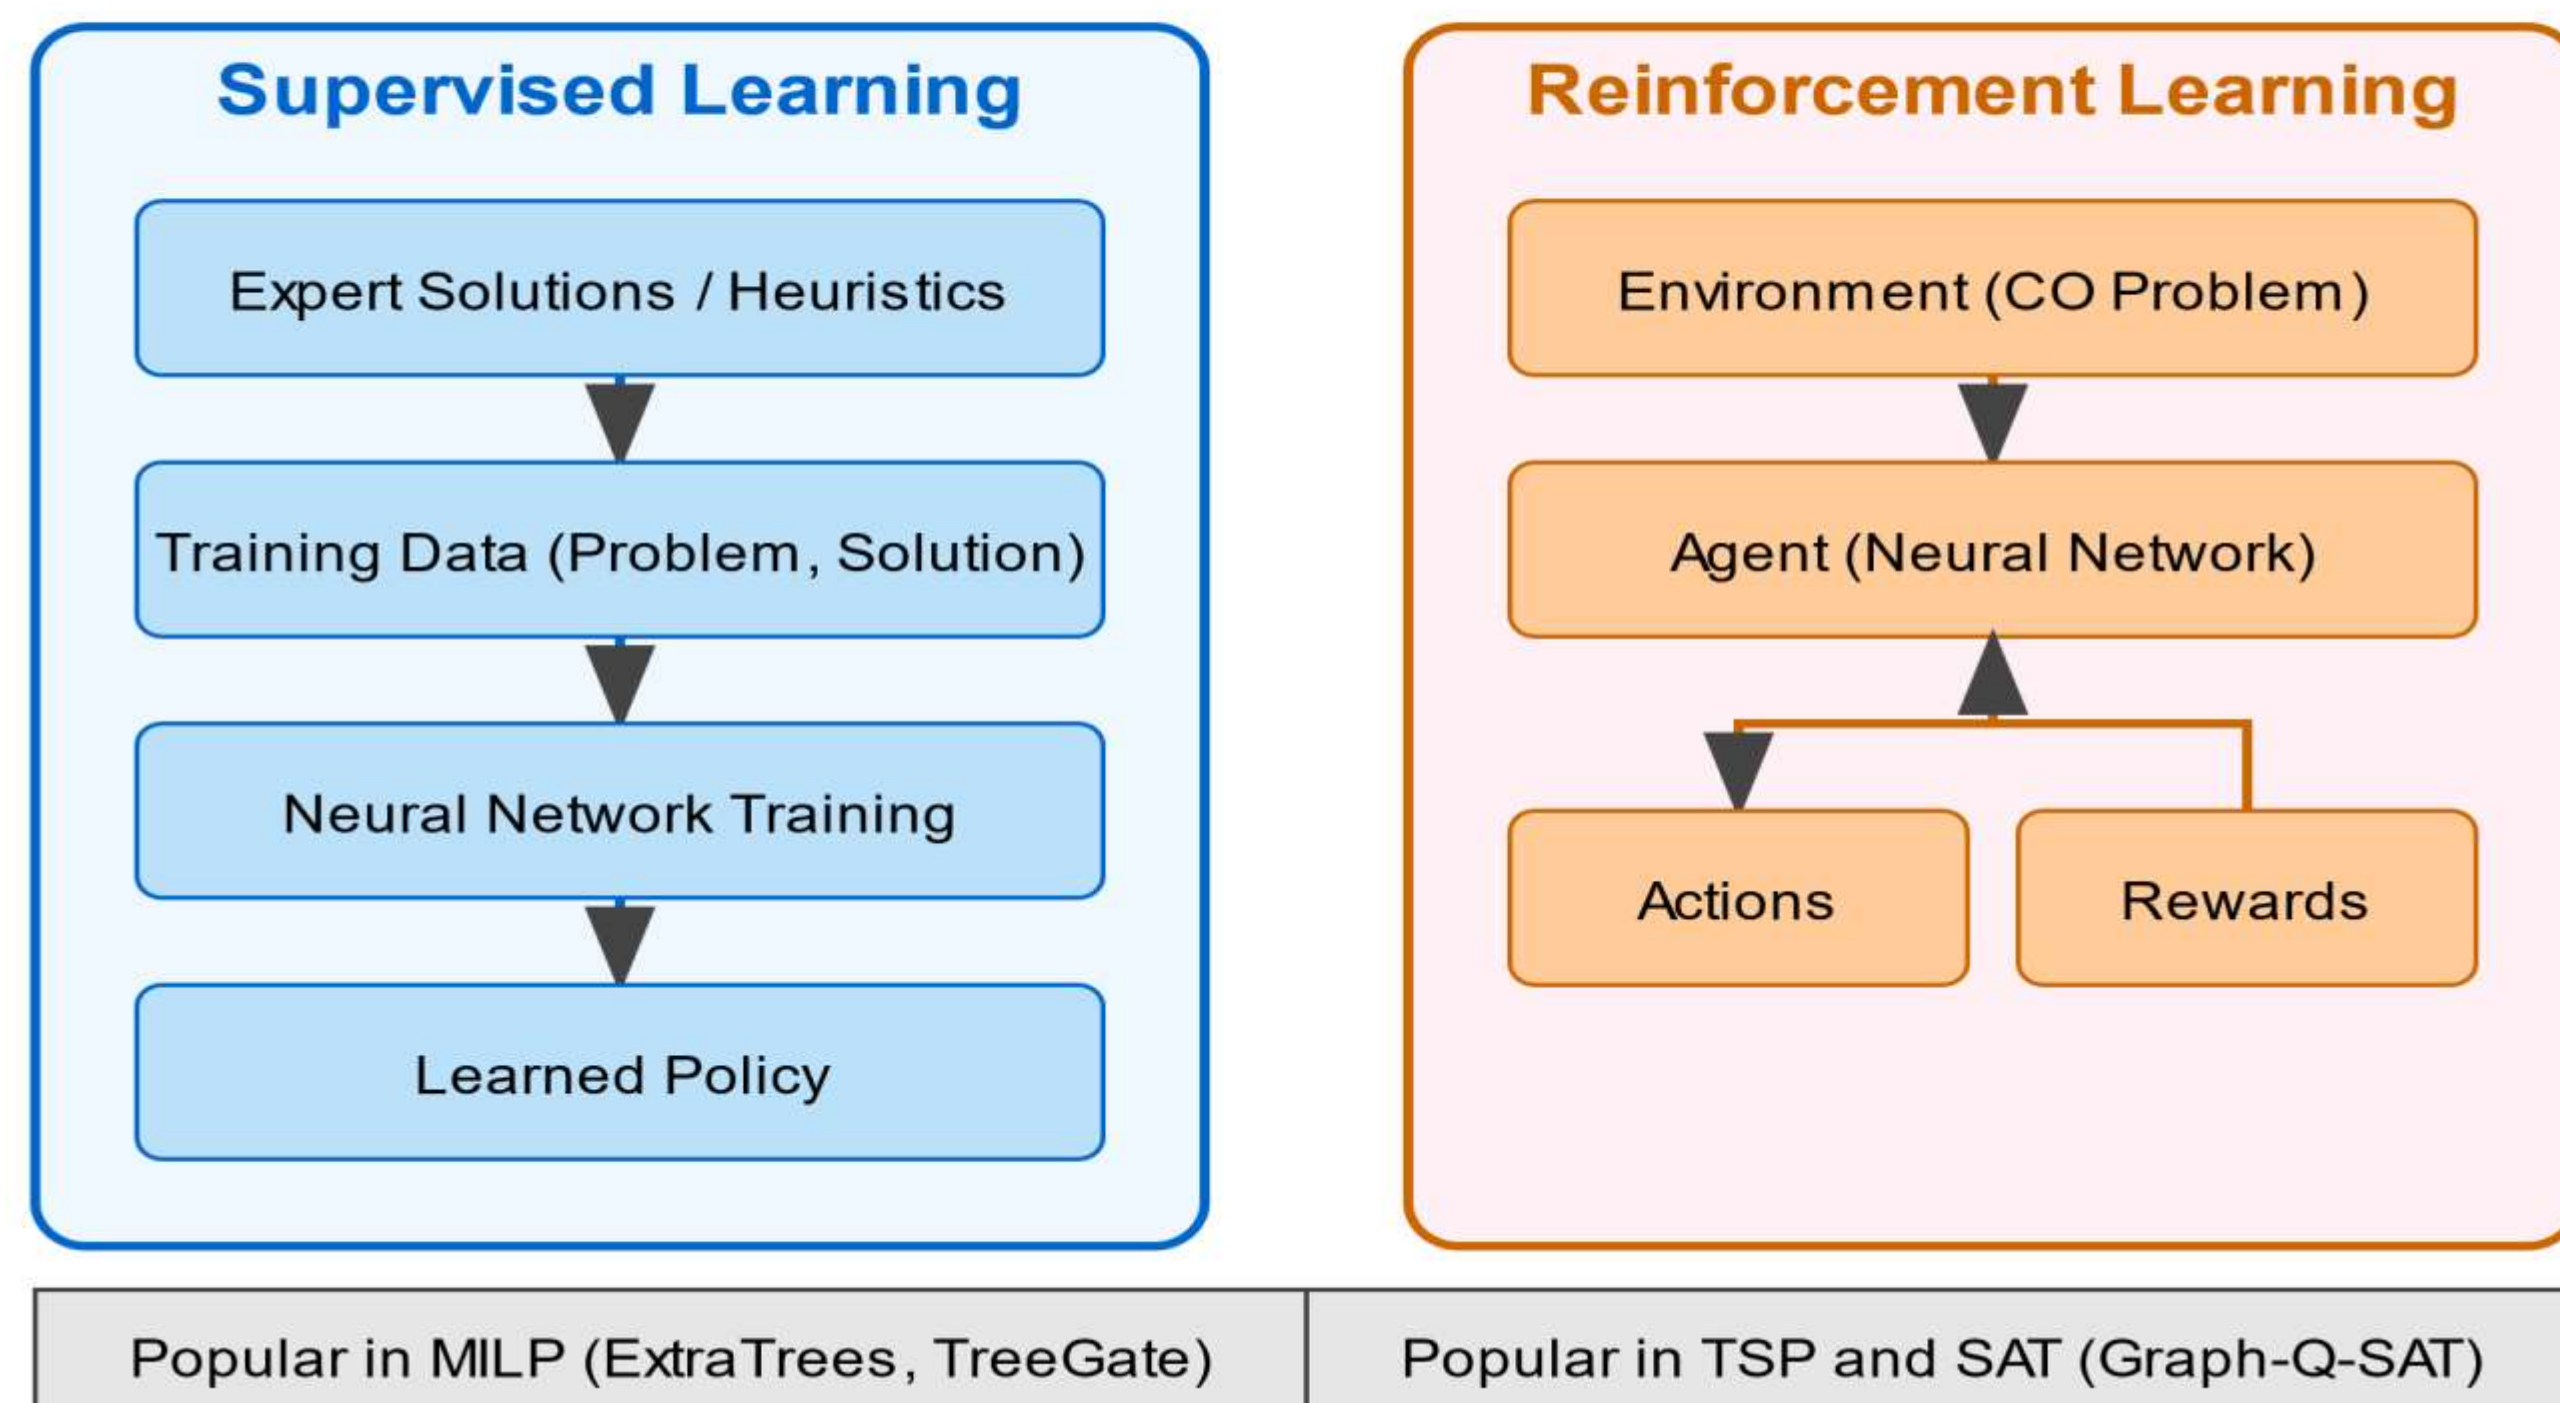 Supervised Learning
Expert Solutions / Heuristics
Training Data (Problem, Solution)
Neural Network Training
Learned Policy
Reinforcement Learning
Environment (CO Problem)
Agent (Neural Network)
Actions
Rewards
Popular in MILP (ExtraTrees, TreeGate)
Popular in TSP and SAT (Graph-Q-SAT)